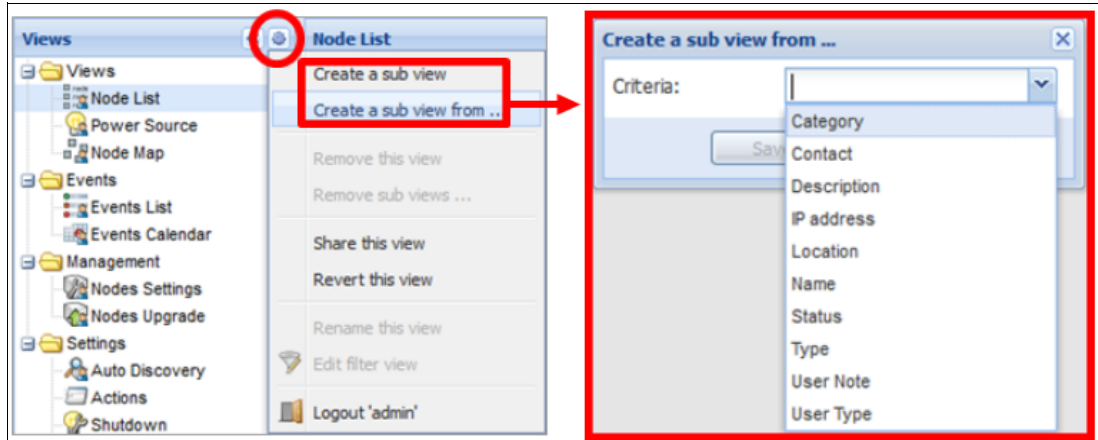 Views
Views
Node List
Power Source
Node Map
Events
Events List
Events Calendar
Management
Nodes Settings
Nodes Upgrade
Settings
Auto Discovery
Actions
Shutdown
Node List
Create a sub view
Create a sub view from ...
Remove this view
Remove sub views ...
Share this view
Revert this view
Rename this view
Edit filter view
Logout 'admin'
Create a sub view from ...
Criteria:
Category
Contact
Description
IP address
Location
Name
Status
Type
User Note
User Type